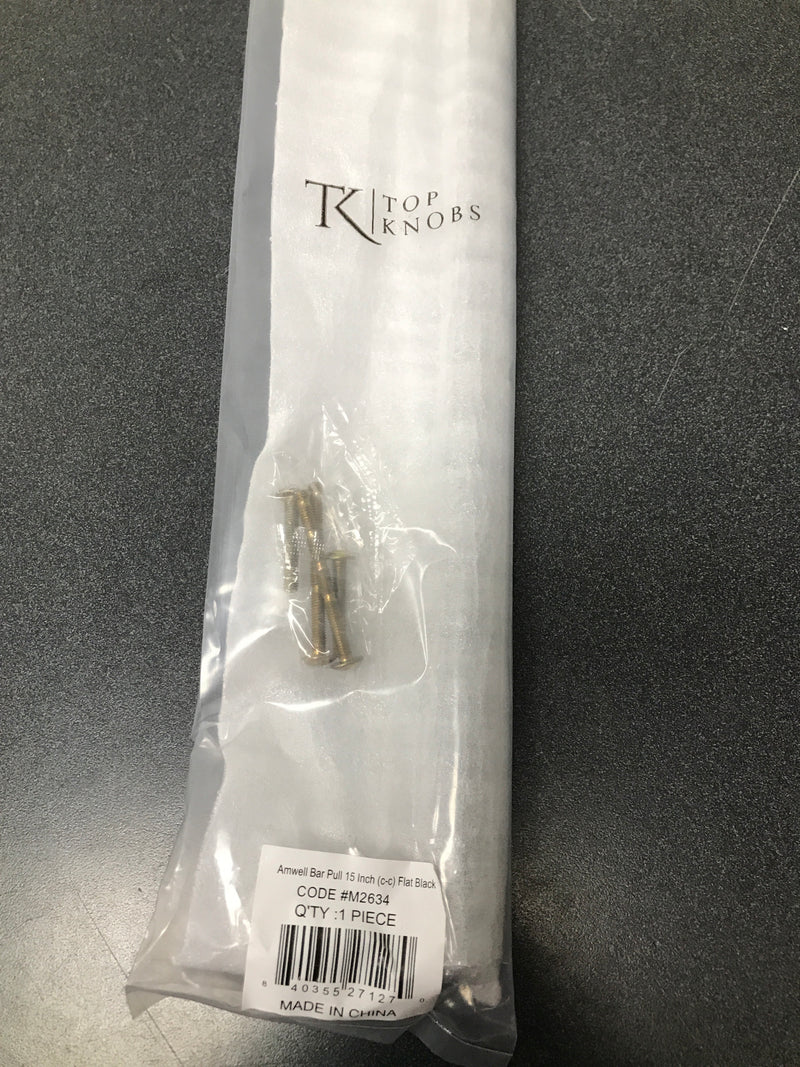 TK | TOP
KNOBS
Amwell Bar Pull 15 Inch (c-c) Flat Black
CODE #M2634
Q'TY :1 PIECE
8 40355 27127 0
MADE IN CHINA